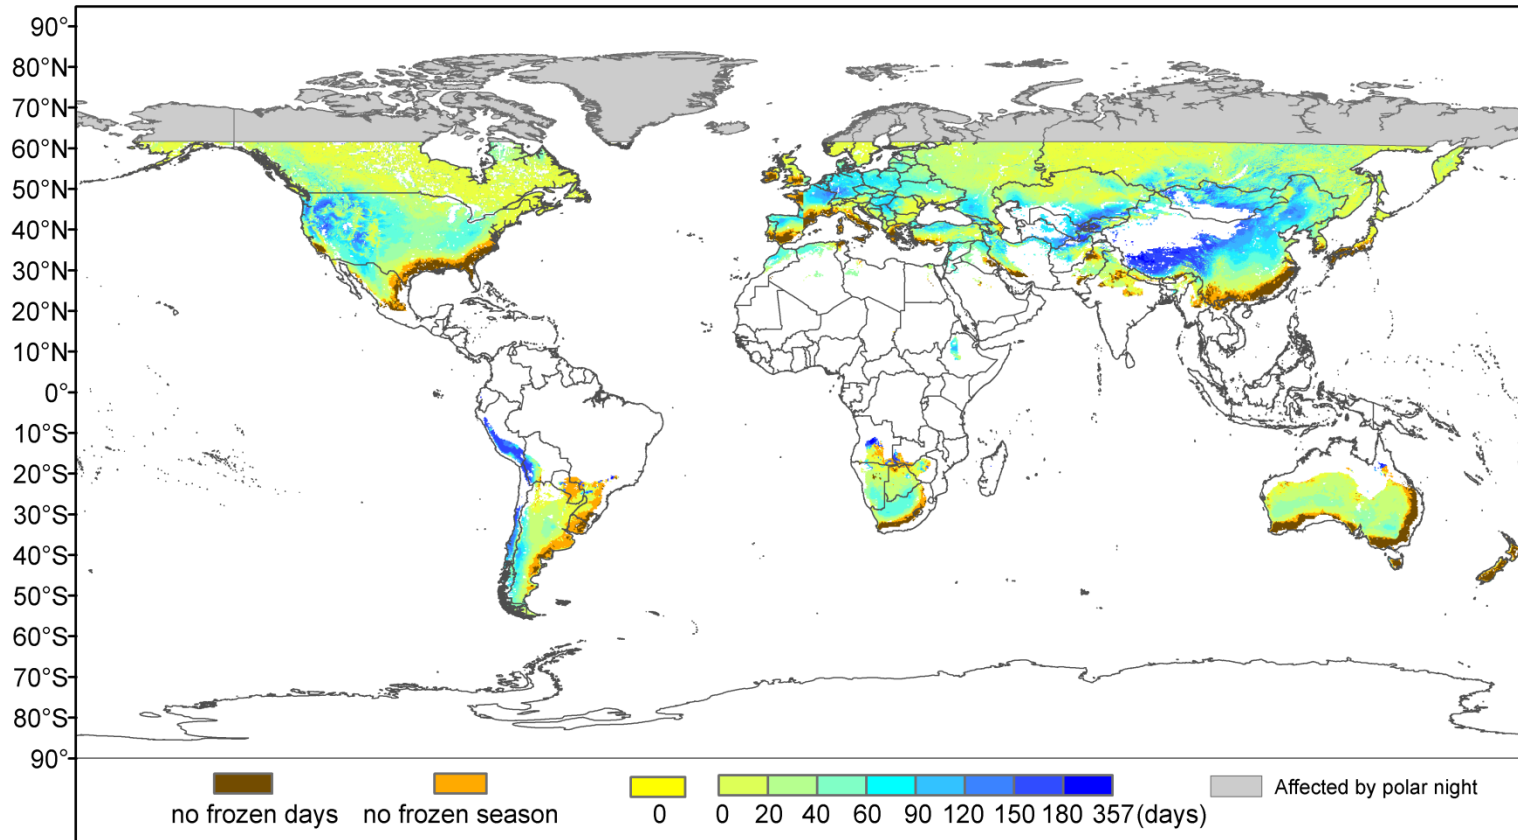 90°
80°N
70°N
60°N
50°N
40°N
30°N
20°N
10°N
0°
10°S
20°S
30°S
40°S
50°S
60°S
70°S
80°S
90°
Affected by polar night
no frozen days no frozen season 0 0 20 40 60 90 120 150 180 357(days)